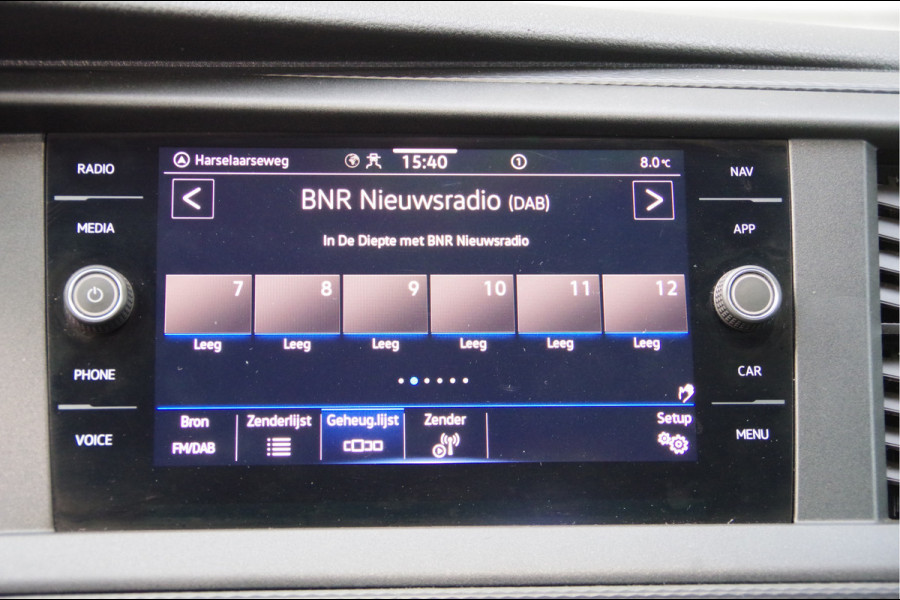 RADIO
MEDIA
PHONE
VOICE
Harselaarseweg 15:40 1 8.0°C
< BNR Nieuwsradio (DAB) >
In De Diepte met BNR Nieuwsradio
7 8 9 10 11 12
Leeg Leeg Leeg Leeg Leeg Leeg
Bron Zenderlijst Geheug.lijst Zender Setup
FM/DAB
NAV
APP
CAR
MENU